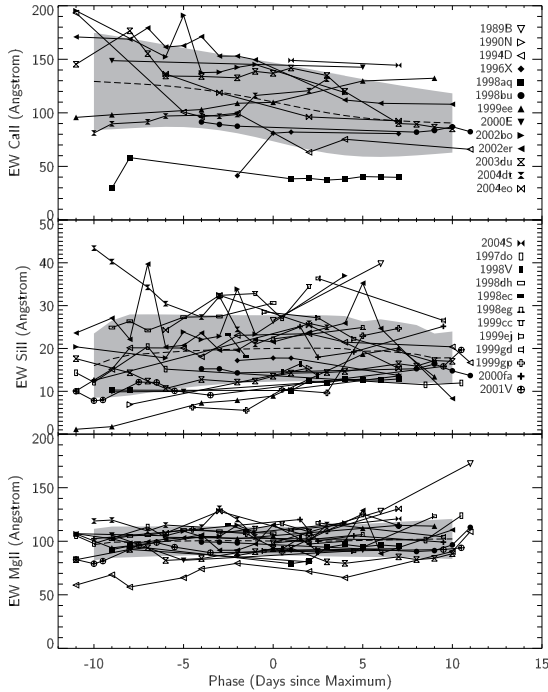 200
150
100
50
0
EW CaII (Angstrom)
1989B
1990N
1994D
1996X
1998aq
1998bu
1999ee
2000E
2002bo
2002er
2003du
2004dt
2004eo
50
40
30
20
10
0
EW SiII (Angstrom)
2004S
1997do
1998V
1998dh
1998ec
1998eg
1999cc
1999ej
1999gd
1999gp
2000fa
2001V
200
150
100
50
0
EW MgII (Angstrom)
-10 -5 0 5 10 15
Phase (Days since Maximum)